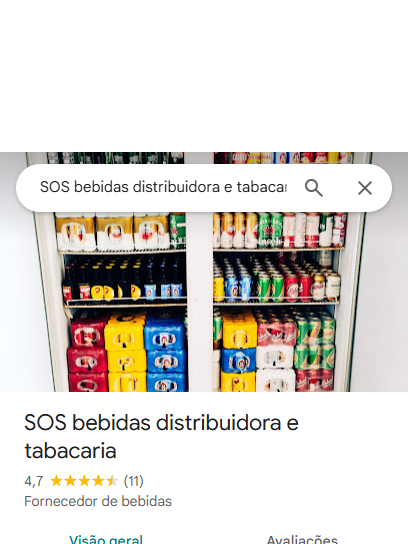 SOS bebidas distribuidora e tabacar
SOS bebidas distribuidora e
tabacaria
4,7 (11)
Fornecedor de bebidas
Visão geral
Avaliações